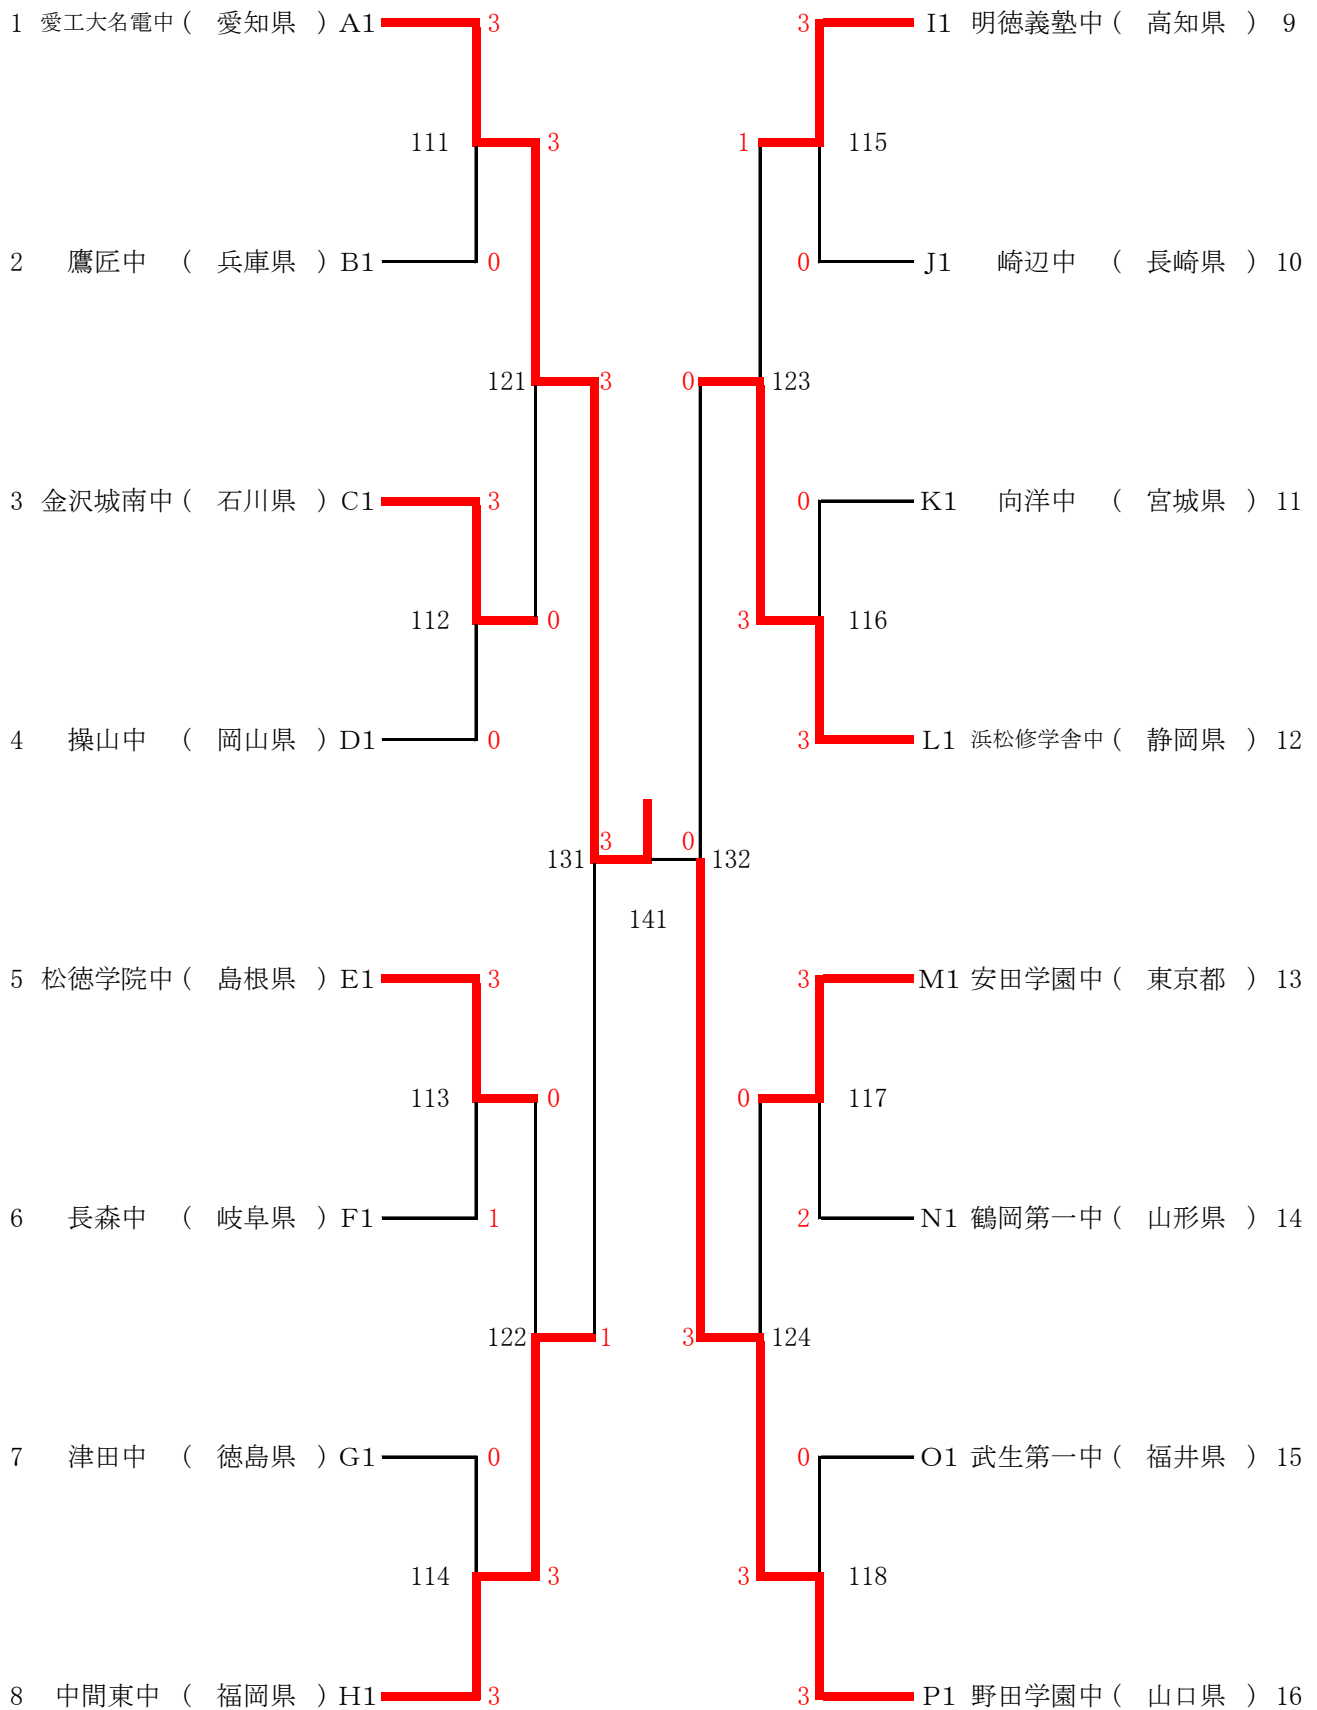 1 愛工大名電中 ( 愛知県 ) A1 3 3 I1 明徳義塾中 ( 高知県 ) 9
111 3 1 115
2 鷹匠中 ( 兵庫県 ) B1 0 0 J1 崎辺中 ( 長崎県 ) 10
121 3 0 123
3 金沢城南中 ( 石川県 ) C1 3 0 K1 向洋中 ( 宮城県 ) 11
112 0 3 116
4 操山中 ( 岡山県 ) D1 0 3 L1 浜松修学舎中 ( 静岡県 ) 12
3 0
131 132
141
5 松徳学院中 ( 島根県 ) E1 3 3 M1 安田学園中 ( 東京都 ) 13
113 0 0 117
6 長森中 ( 岐阜県 ) F1 1 2 N1 鶴岡第一中 ( 山形県 ) 14
122 1 3 124
7 津田中 ( 徳島県 ) G1 0 0 O1 武生第一中 ( 福井県 ) 15
114 3 3 118
8 中間東中 ( 福岡県 ) H1 3 3 P1 野田学園中 ( 山口県 ) 16